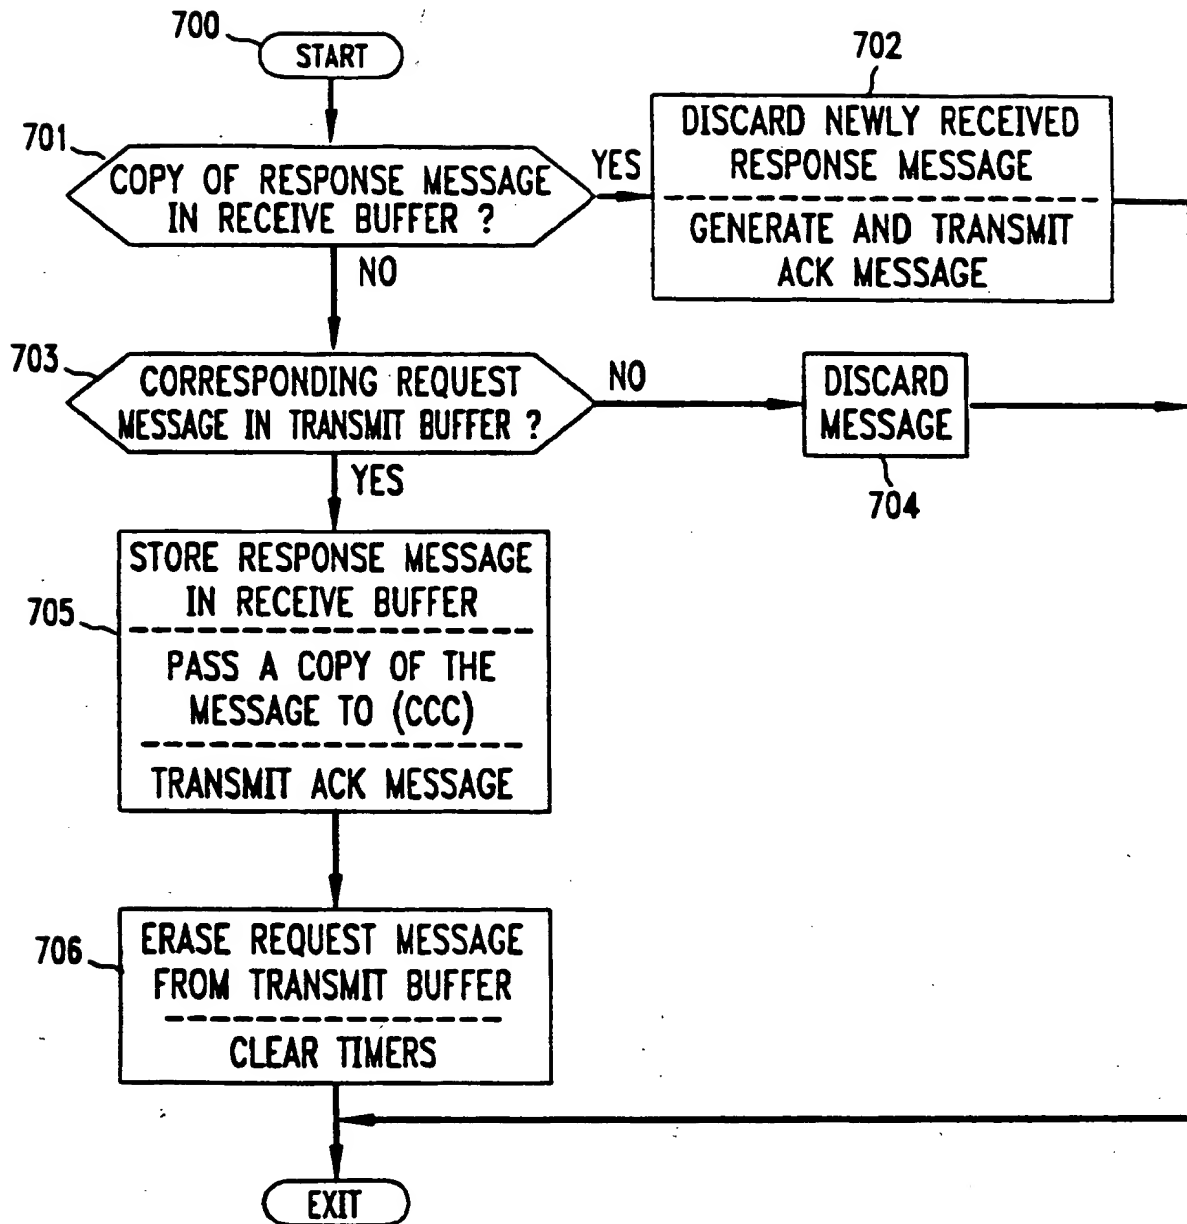 700
START
701
COPY OF RESPONSE MESSAGE
IN RECEIVE BUFFER ?
YES
NO
702
DISCARD NEWLY RECEIVED
RESPONSE MESSAGE
GENERATE AND TRANSMIT
ACK MESSAGE
703
CORRESPONDING REQUEST
MESSAGE IN TRANSMIT BUFFER ?
NO
YES
DISCARD
MESSAGE
704
705
STORE RESPONSE MESSAGE
IN RECEIVE BUFFER
PASS A COPY OF THE
MESSAGE TO (CCC)
TRANSMIT ACK MESSAGE
706
ERASE REQUEST MESSAGE
FROM TRANSMIT BUFFER
CLEAR TIMERS
EXIT